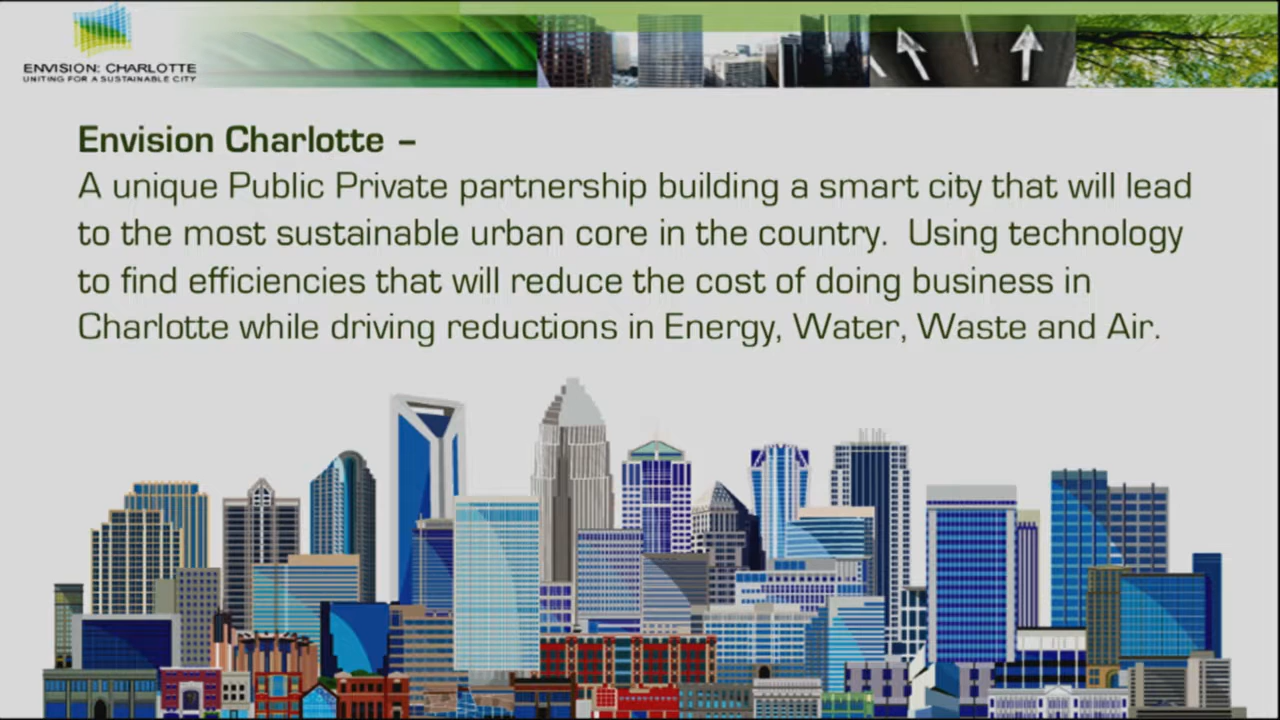 ENVISION: CHARLOTTE
UNITING FOR A SUSTAINABLE CITY
Envision Charlotte –
A unique Public Private partnership building a smart city that will lead
to the most sustainable urban core in the country.  Using technology
to find efficiencies that will reduce the cost of doing business in
Charlotte while driving reductions in Energy, Water, Waste and Air.